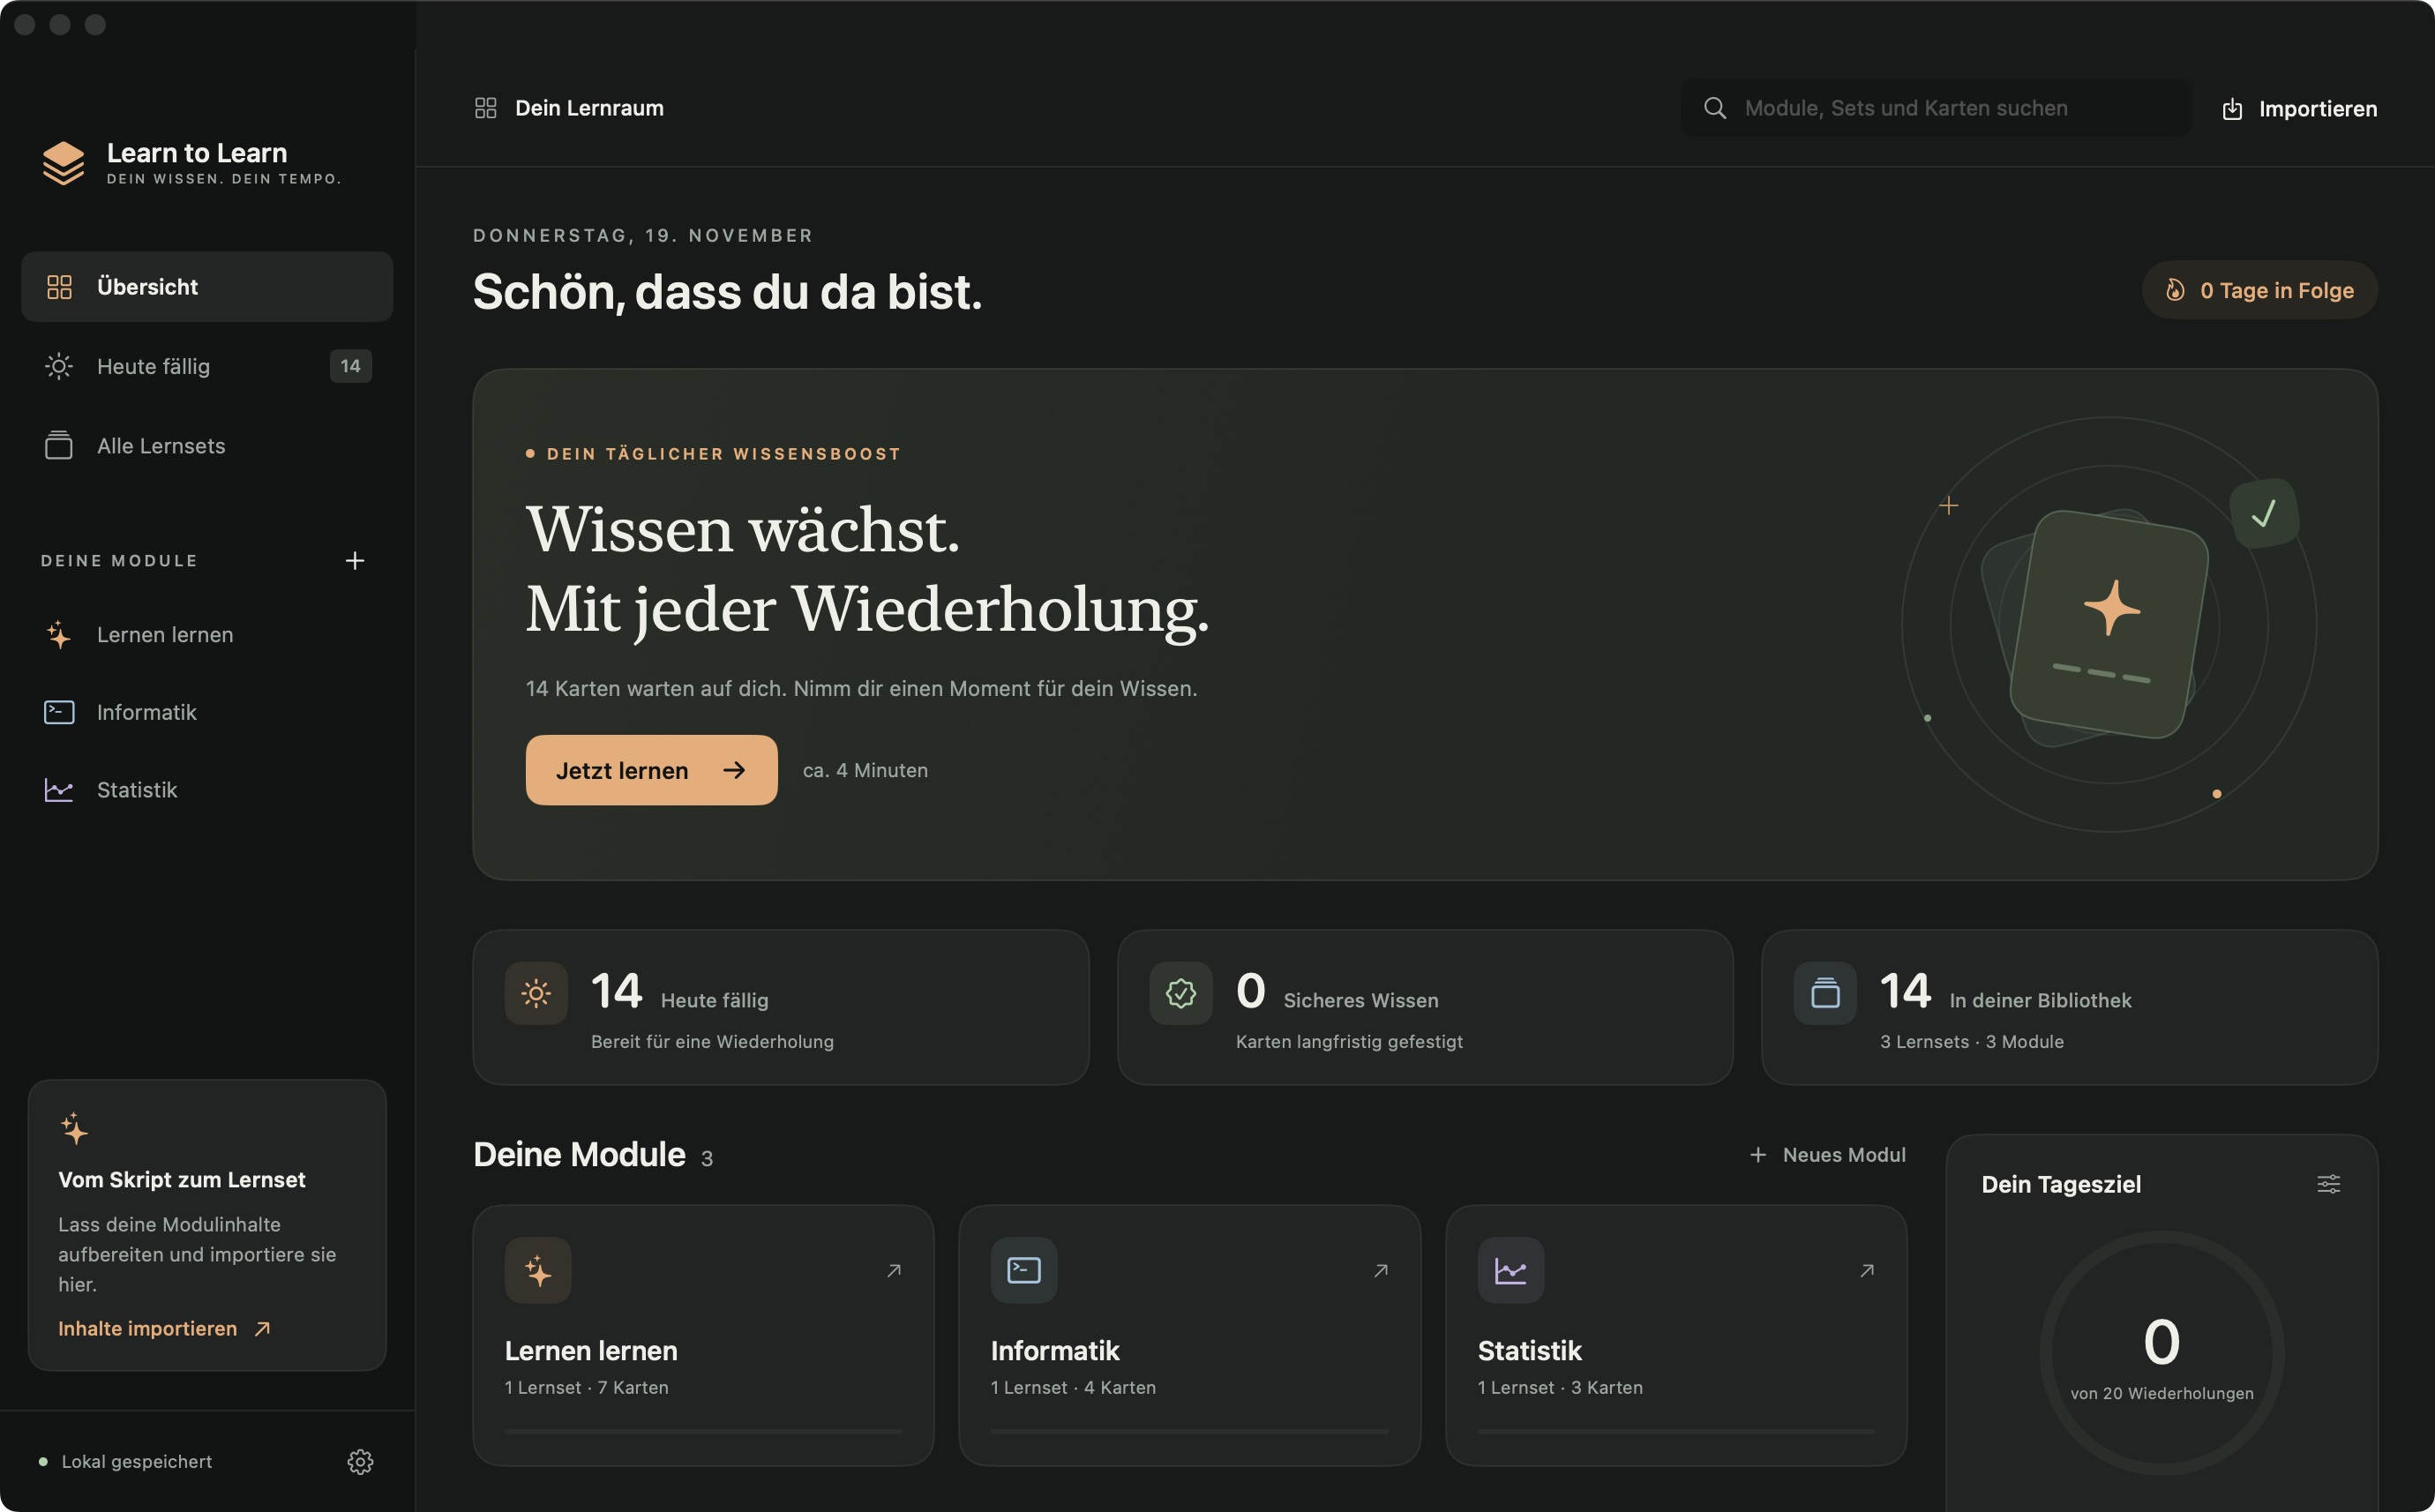 Learn to Learn
DEIN WISSEN. DEIN TEMPO.
Übersicht
Heute fällig
14
Alle Lernsets
DEINE MODULE
Lernen lernen
Informatik
Statistik
Vom Skript zum Lernset
Lass deine Modulinhalte
aufbereiten und importiere sie
hier.
Inhalte importieren
Lokal gespeichert
Dein Lernraum
Module, Sets und Karten suchen
Importieren
DONNERSTAG, 19. NOVEMBER
Schön, dass du da bist.
0 Tage in Folge
DEIN TÄGLICHER WISSENSBOOST
Wissen wächst.
Mit jeder Wiederholung.
14 Karten warten auf dich. Nimm dir einen Moment für dein Wissen.
Jetzt lernen
ca. 4 Minuten
14 Heute fällig
Bereit für eine Wiederholung
0 Sicheres Wissen
Karten langfristig gefestigt
14 In deiner Bibliothek
3 Lernsets · 3 Module
Deine Module 3
Neues Modul
Lernen lernen
1 Lernset · 7 Karten
Informatik
1 Lernset · 4 Karten
Statistik
1 Lernset · 3 Karten
Dein Tagesziel
0
von 20 Wiederholungen